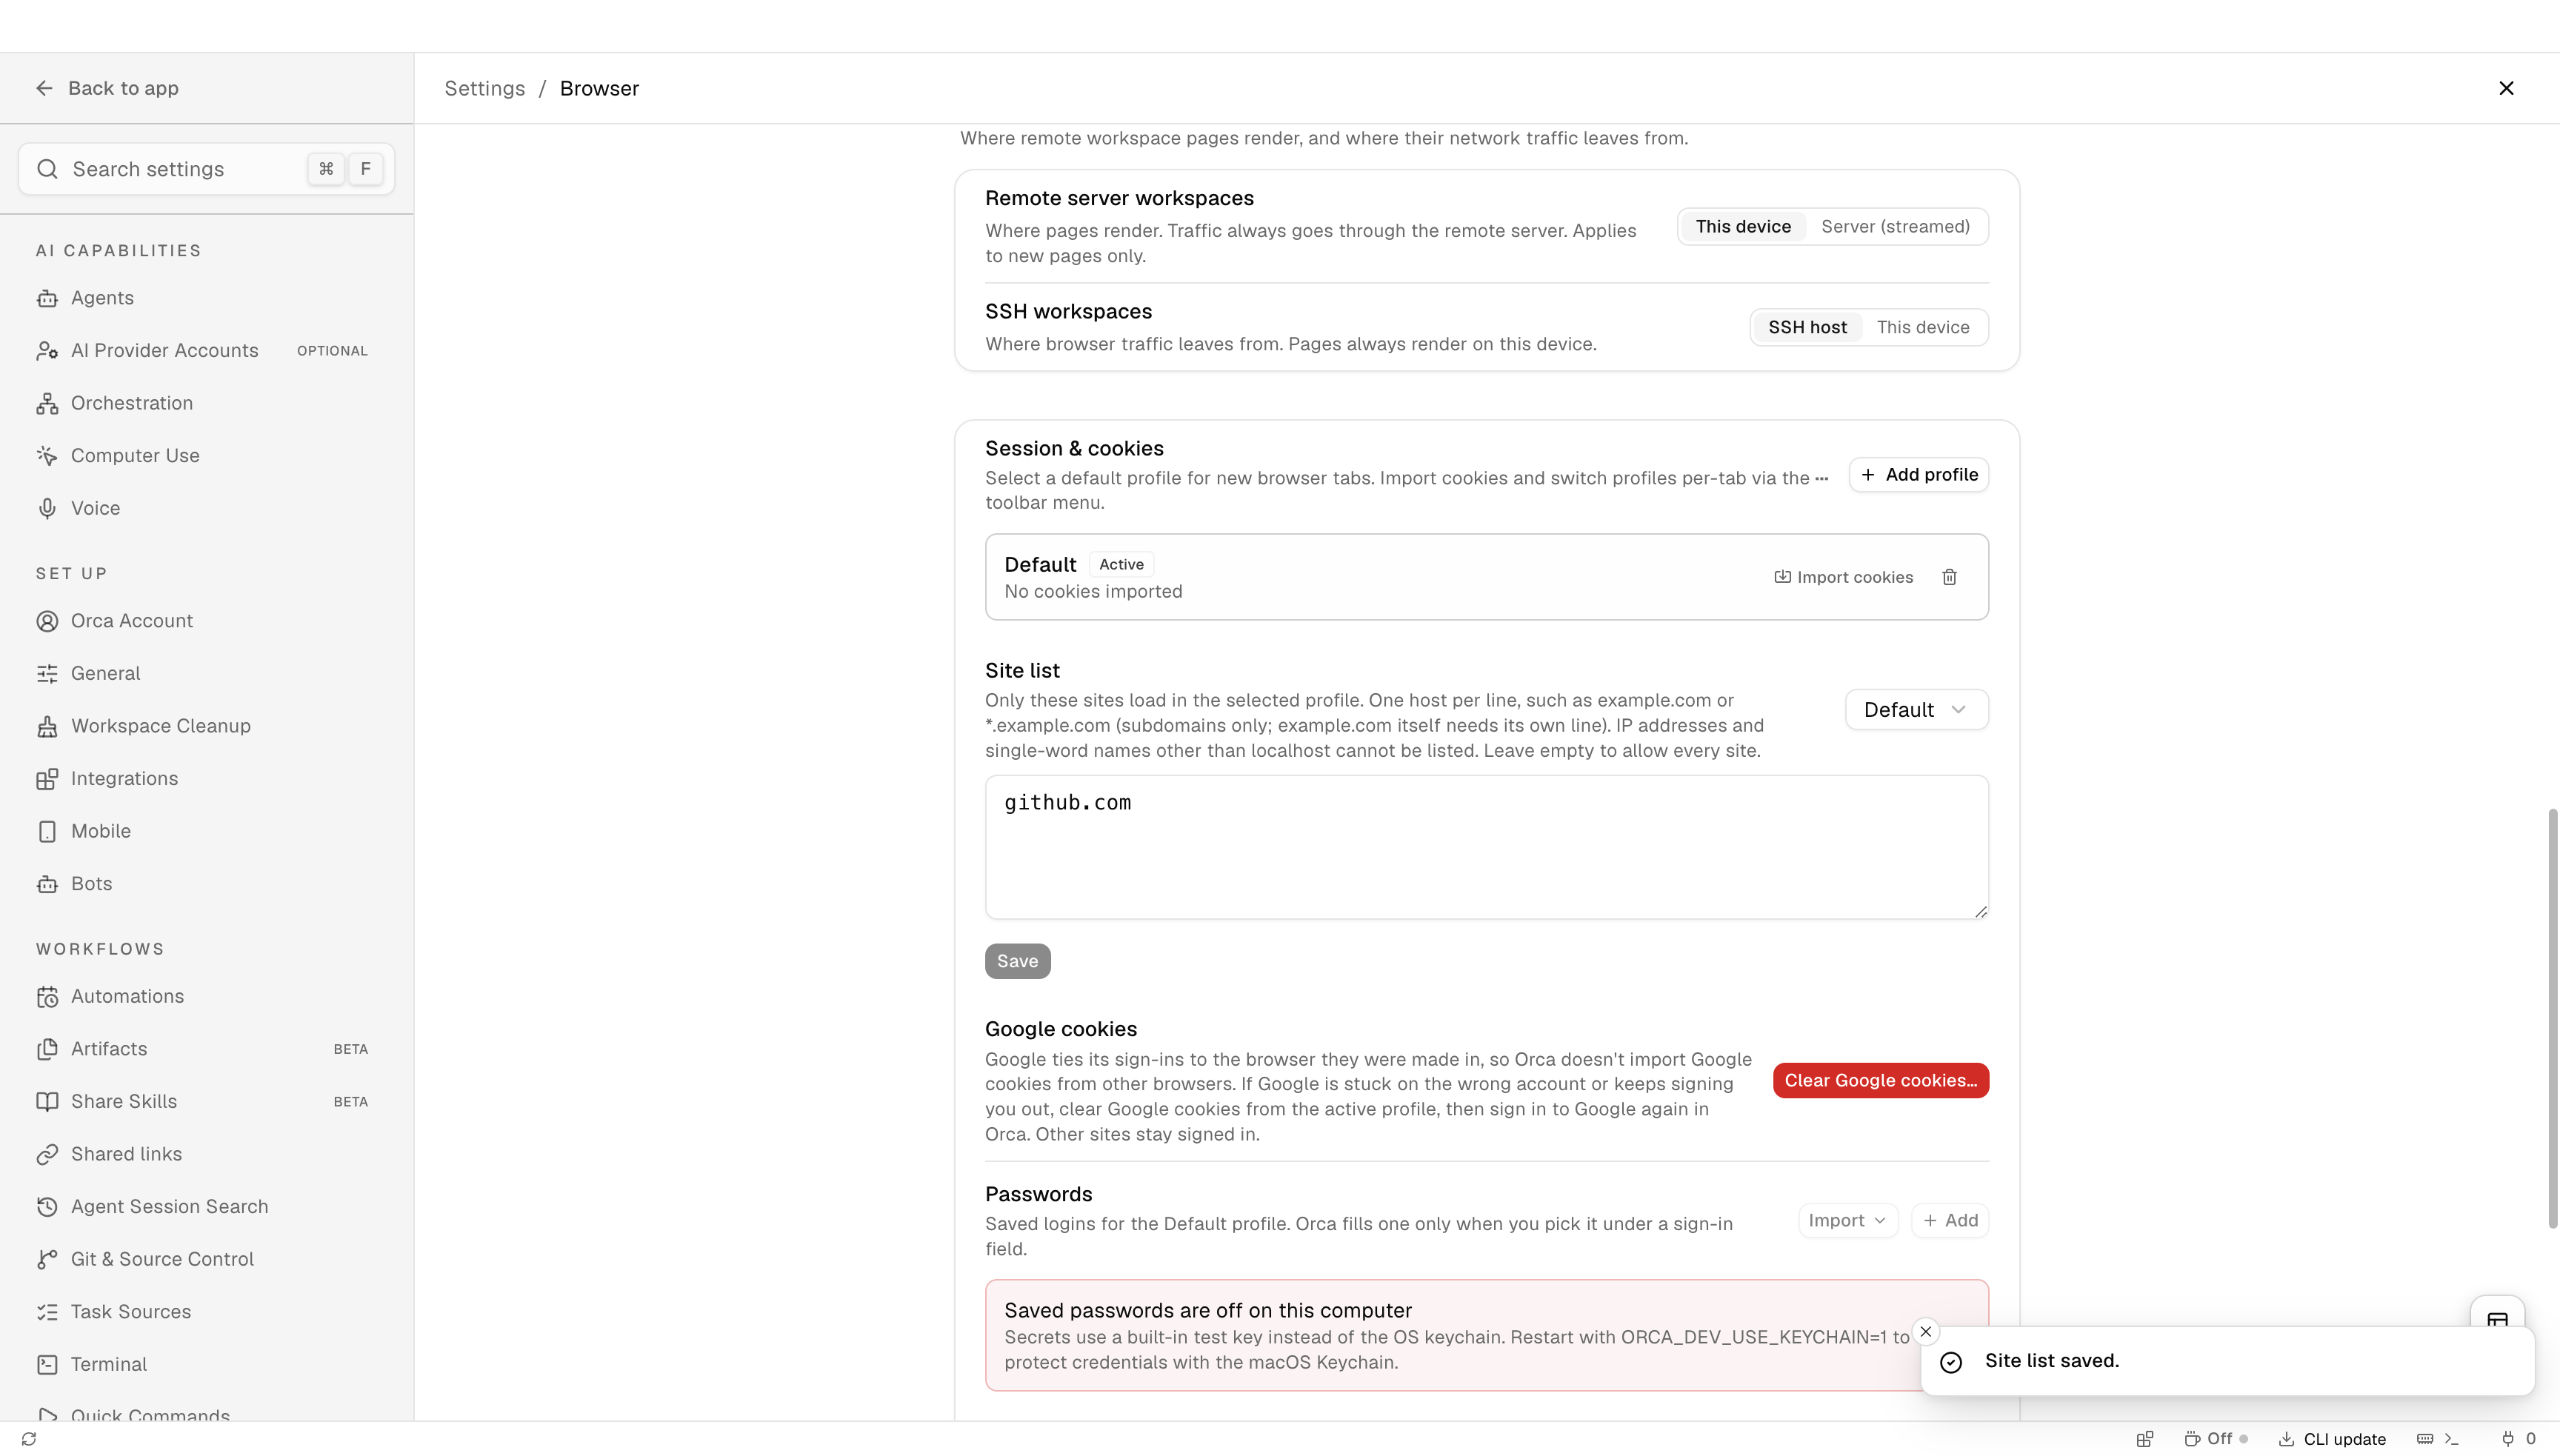 Back to app
Settings / Browser
Search settings ⌘ F
AI CAPABILITIES
Agents
AI Provider Accounts OPTIONAL
Orchestration
Computer Use
Voice
SET UP
Orca Account
General
Workspace Cleanup
Integrations
Mobile
Bots
WORKFLOWS
Automations
Artifacts BETA
Share Skills BETA
Shared links
Agent Session Search
Git & Source Control
Task Sources
Terminal
Quick Commands
Where remote workspace pages render, and where their network traffic leaves from.
Remote server workspaces
Where pages render. Traffic always goes through the remote server. Applies
to new pages only.
This device Server (streamed)
SSH workspaces
Where browser traffic leaves from. Pages always render on this device.
SSH host This device
Session & cookies
Select a default profile for new browser tabs. Import cookies and switch profiles per-tab via the ···
toolbar menu.
+ Add profile
Default Active
No cookies imported
Import cookies
Site list
Only these sites load in the selected profile. One host per line, such as example.com or
*.example.com (subdomains only; example.com itself needs its own line). IP addresses and
single-word names other than localhost cannot be listed. Leave empty to allow every site.
Default
github.com
Save
Google cookies
Google ties its sign-ins to the browser they were made in, so Orca doesn't import Google
cookies from other browsers. If Google is stuck on the wrong account or keeps signing
you out, clear Google cookies from the active profile, then sign in to Google again in
Orca. Other sites stay signed in.
Clear Google cookies…
Passwords
Saved logins for the Default profile. Orca fills one only when you pick it under a sign-in
field.
Import
+ Add
Saved passwords are off on this computer
Secrets use a built-in test key instead of the OS keychain. Restart with ORCA_DEV_USE_KEYCHAIN=1 to
protect credentials with the macOS Keychain.
Site list saved.
Off
CLI update
0